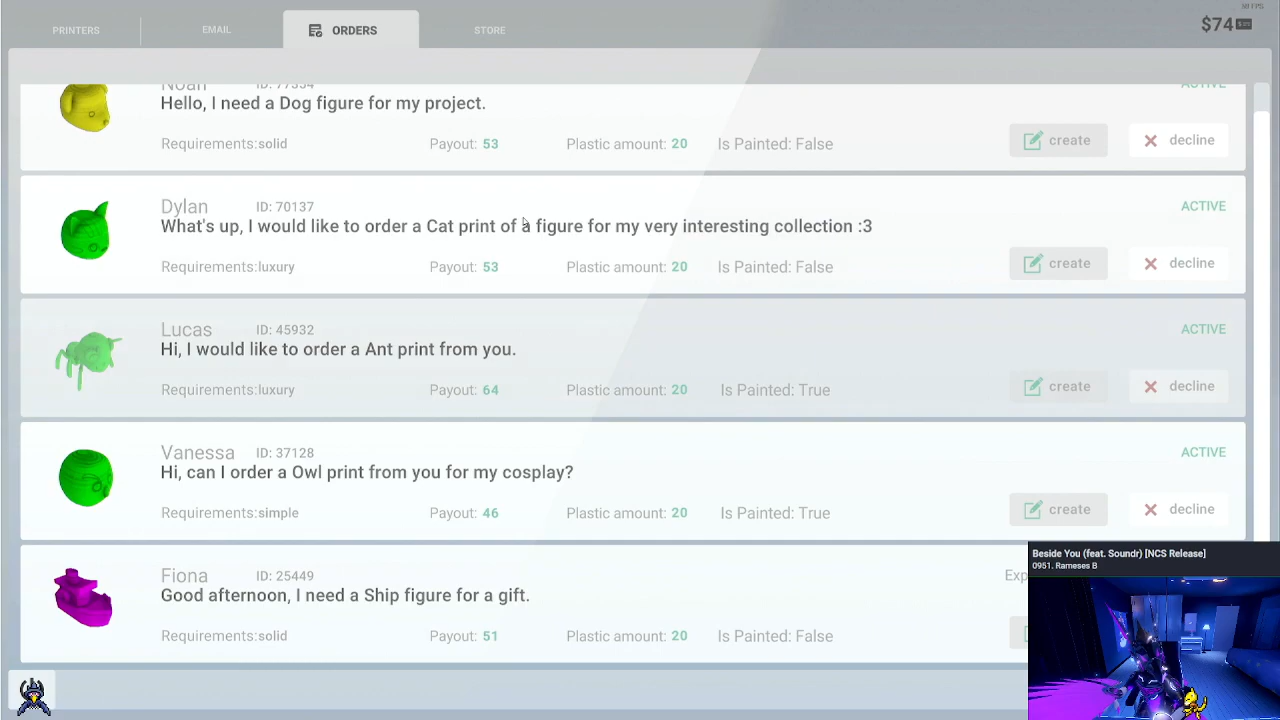 PRINTERS
EMAIL
ORDERS
STORE
$74
Noah ID: 77334
Hello, I need a Dog figure for my project.
Requirements:solid Payout: 53 Plastic amount: 20 Is Painted: False
ACTIVE
create
decline
Dylan ID: 70137
What's up, I would like to order a Cat print of a figure for my very interesting collection :3
Requirements:luxury Payout: 53 Plastic amount: 20 Is Painted: False
ACTIVE
create
decline
Lucas ID: 45932
Hi, I would like to order a Ant print from you.
Requirements:luxury Payout: 64 Plastic amount: 20 Is Painted: True
ACTIVE
create
decline
Vanessa ID: 37128
Hi, can I order a Owl print from you for my cosplay?
Requirements:simple Payout: 46 Plastic amount: 20 Is Painted: True
ACTIVE
create
decline
Fiona ID: 25449
Good afternoon, I need a Ship figure for a gift.
Requirements:solid Payout: 51 Plastic amount: 20 Is Painted: False
Exp
Beside You (feat. Soundr) [NCS Release]
0951. Rameses B